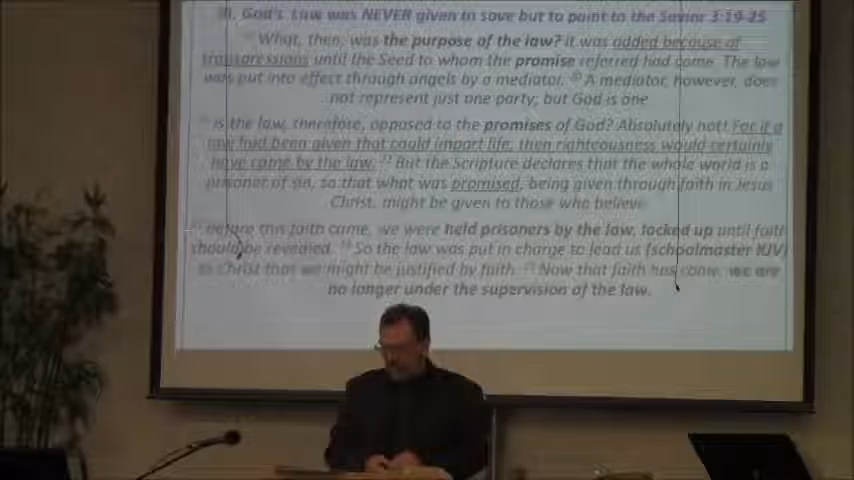 God's Law was NEVER given to save but to point to the Savior 3:19-25
What, then, was the purpose of the law? it was added because of
transgressions until the Seed to whom the promise referred had come. The law
was put into effect through angels by a mediator. 20 A mediator, however, does
not represent just one party; but God is one
Is the law, therefore, opposed to the promises of God? Absolutely not! For if a
law had been given that could impart life, then righteousness would certainly
have come by the law. 22 But the Scripture declares that the whole world is a
prisoner of sin, so that what was promised, being given through faith in Jesus
Christ, might be given to those who believe
Before this faith came, we were held prisoners by the law, locked up until faith
should be revealed. 24 So the law was put in charge to lead us (schoolmaster KJV)
to Christ that we might be justified by faith. 25 Now that faith has come, we are
no longer under the supervision of the law.